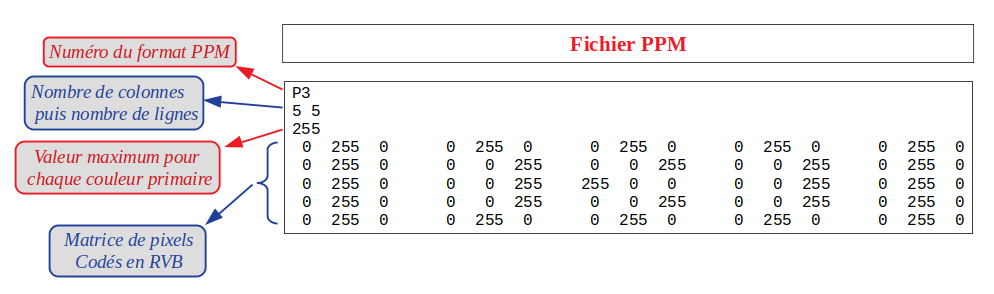 Fichier PPM
Numéro du format PPM
Nombre de colonnes
puis nombre de lignes
Valeur maximum pour
chaque couleur primaire
Matrice de pixels
Codés en RVB
P3
5 5
255
0 255 0 0 255 0 0 255 0 0 255 0 0 255 0
0 255 0 0 0 255 0 0 255 0 0 255 0 255 0
0 255 0 0 0 255 255 0 0 0 0 255 0 255 0
0 255 0 0 0 255 0 0 255 0 0 255 0 255 0
0 255 0 0 255 0 0 255 0 0 255 0 0 255 0